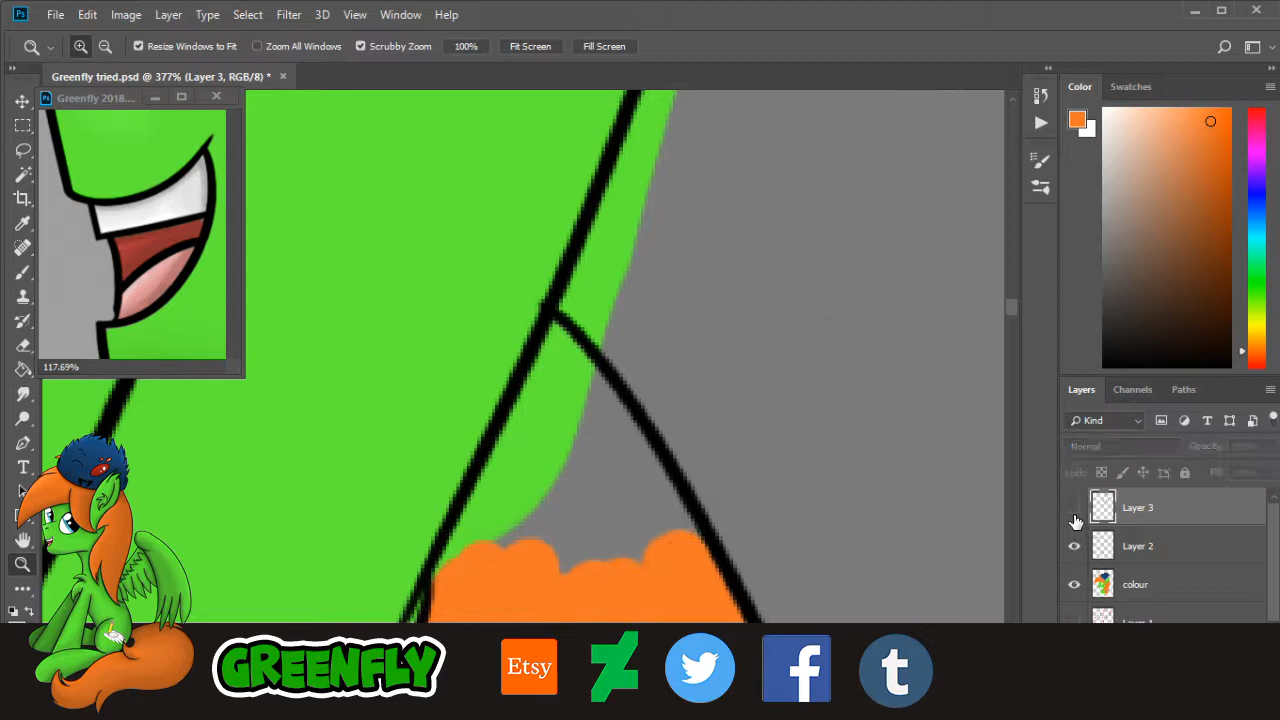 Ps File Edit Image Layer Type Select Filter 3D View Window Help
Resize Windows to Fit Zoom All Windows Scrubby Zoom 100% Fit Screen Fill Screen
Greenfly tried.psd @ 377% (Layer 3, RGB/8) *
Color Swatches
Greenfly 2018....
117.69%
Layers Channels Paths
Kind
Normal Opacity:
Lock:
Layer 3
Layer 2
colour
GREENFLY
Etsy